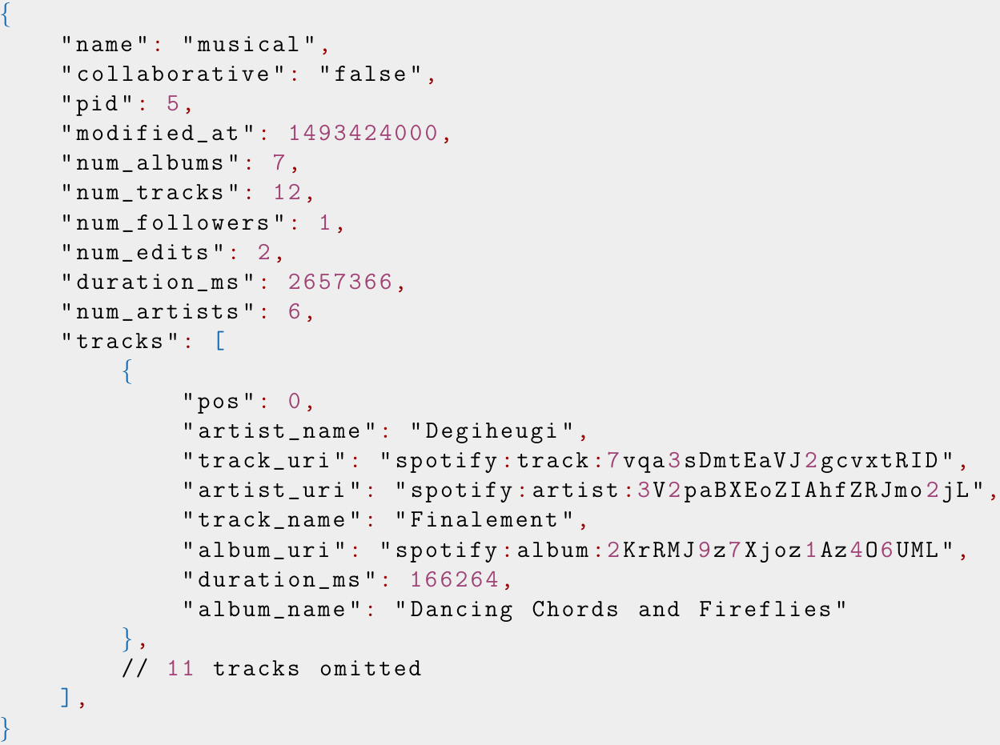 {
    "name": "musical",
    "collaborative": "false",
    "pid": 5,
    "modified_at": 1493424000,
    "num_albums": 7,
    "num_tracks": 12,
    "num_followers": 1,
    "num_edits": 2,
    "duration_ms": 2657366,
    "num_artists": 6,
    "tracks": [
        {
            "pos": 0,
            "artist_name": "Degiheugi",
            "track_uri": "spotify:track:7vqa3sDmtEaVJ2gcvxtRID",
            "artist_uri": "spotify:artist:3V2paBXEoZIAhfZRJmo2jL",
            "track_name": "Finalement",
            "album_uri": "spotify:album:2KrRMJ9z7Xjoz1Az4O6UML",
            "duration_ms": 166264,
            "album_name": "Dancing Chords and Fireflies"
        },
        // 11 tracks omitted
    ],
}